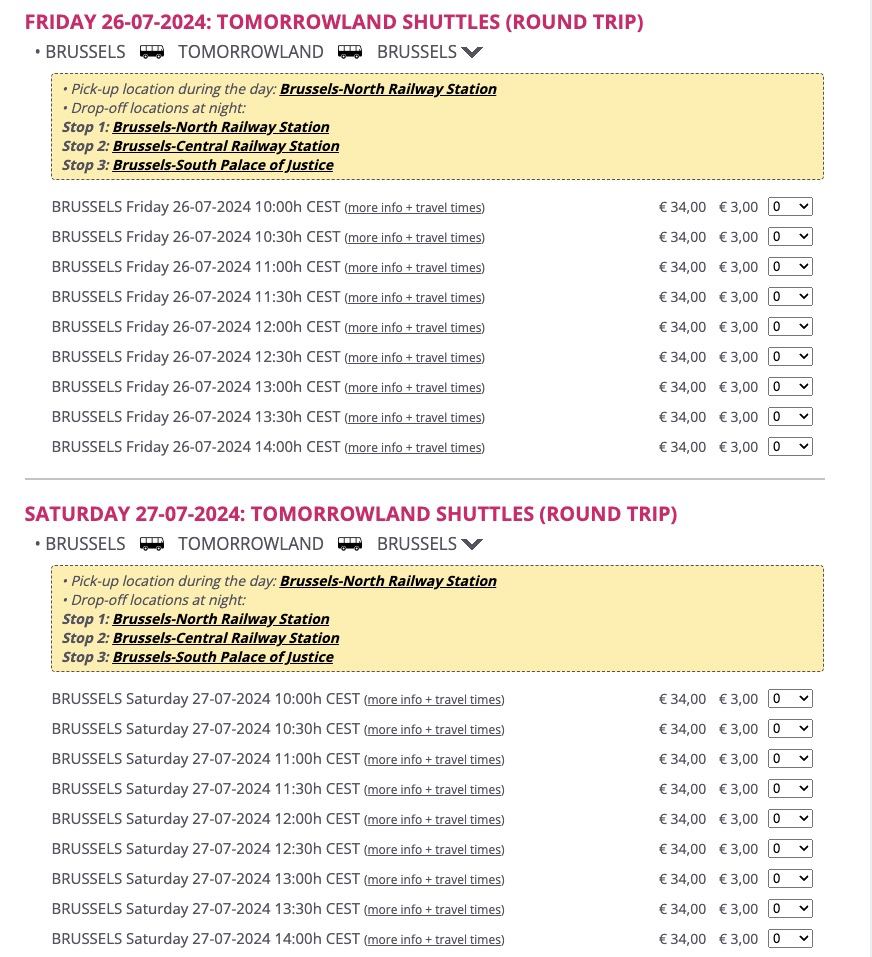 FRIDAY 26-07-2024: TOMORROWLAND SHUTTLES (ROUND TRIP)
• BRUSSELS TOMORROWLAND BRUSSELS
• Pick-up location during the day: Brussels-North Railway Station
• Drop-off locations at night:
Stop 1: Brussels-North Railway Station
Stop 2: Brussels-Central Railway Station
Stop 3: Brussels-South Palace of Justice
BRUSSELS Friday 26-07-2024 10:00h CEST (more info + travel times) € 34,00 € 3,00 0
BRUSSELS Friday 26-07-2024 10:30h CEST (more info + travel times) € 34,00 € 3,00 0
BRUSSELS Friday 26-07-2024 11:00h CEST (more info + travel times) € 34,00 € 3,00 0
BRUSSELS Friday 26-07-2024 11:30h CEST (more info + travel times) € 34,00 € 3,00 0
BRUSSELS Friday 26-07-2024 12:00h CEST (more info + travel times) € 34,00 € 3,00 0
BRUSSELS Friday 26-07-2024 12:30h CEST (more info + travel times) € 34,00 € 3,00 0
BRUSSELS Friday 26-07-2024 13:00h CEST (more info + travel times) € 34,00 € 3,00 0
BRUSSELS Friday 26-07-2024 13:30h CEST (more info + travel times) € 34,00 € 3,00 0
BRUSSELS Friday 26-07-2024 14:00h CEST (more info + travel times) € 34,00 € 3,00 0
SATURDAY 27-07-2024: TOMORROWLAND SHUTTLES (ROUND TRIP)
• BRUSSELS TOMORROWLAND BRUSSELS
• Pick-up location during the day: Brussels-North Railway Station
• Drop-off locations at night:
Stop 1: Brussels-North Railway Station
Stop 2: Brussels-Central Railway Station
Stop 3: Brussels-South Palace of Justice
BRUSSELS Saturday 27-07-2024 10:00h CEST (more info + travel times) € 34,00 € 3,00 0
BRUSSELS Saturday 27-07-2024 10:30h CEST (more info + travel times) € 34,00 € 3,00 0
BRUSSELS Saturday 27-07-2024 11:00h CEST (more info + travel times) € 34,00 € 3,00 0
BRUSSELS Saturday 27-07-2024 11:30h CEST (more info + travel times) € 34,00 € 3,00 0
BRUSSELS Saturday 27-07-2024 12:00h CEST (more info + travel times) € 34,00 € 3,00 0
BRUSSELS Saturday 27-07-2024 12:30h CEST (more info + travel times) € 34,00 € 3,00 0
BRUSSELS Saturday 27-07-2024 13:00h CEST (more info + travel times) € 34,00 € 3,00 0
BRUSSELS Saturday 27-07-2024 13:30h CEST (more info + travel times) € 34,00 € 3,00 0
BRUSSELS Saturday 27-07-2024 14:00h CEST (more info + travel times) € 34,00 € 3,00 0